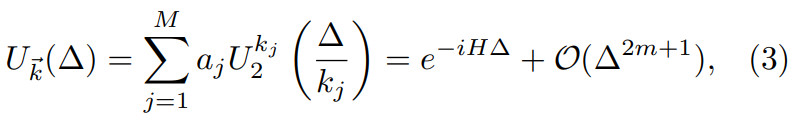 U_{\vec{k}}(\Delta) = \sum_{j=1}^{M} a_j U_2^{k_j} \left( \frac{\Delta}{k_j} \right) = e^{-iH\Delta} + \mathcal{O}(\Delta^{2m+1}), \quad (3)